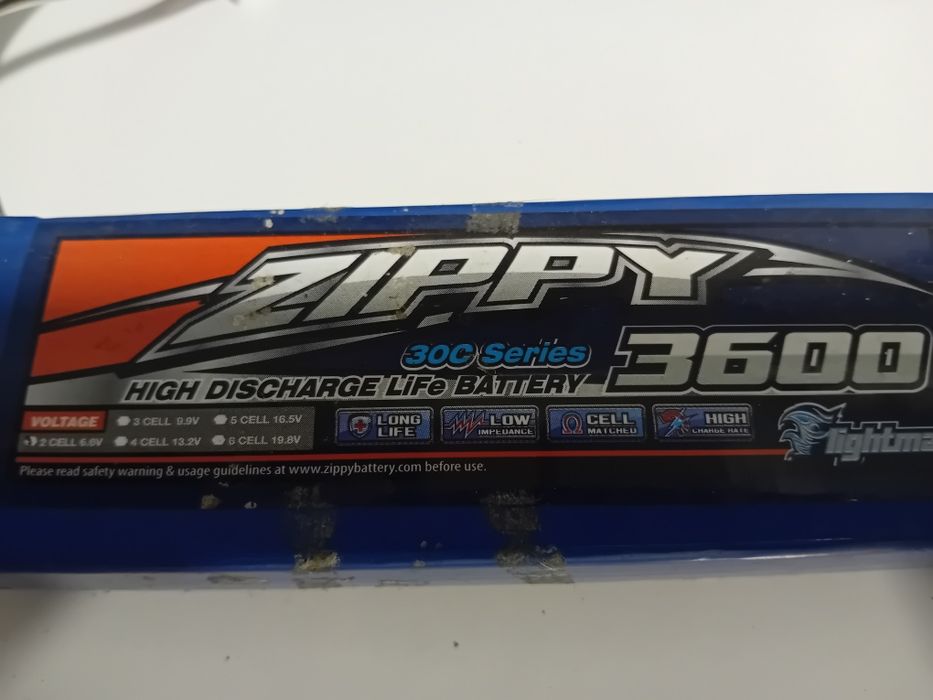 ZIPPY
30C Series
3600
HIGH DISCHARGE LiFe BATTERY
VOLTAGE
3 CELL 9.9V
5 CELL 16.5V
2 CELL 6.6V
4 CELL 13.2V
6 CELL 19.8V
LONG
LIFE
LOW
IMPEDANCE
CELL
MATCHED
HIGH
CHARGE RATE
lightma
Please read safety warning & usage guidelines at www.zippybattery.com before use.